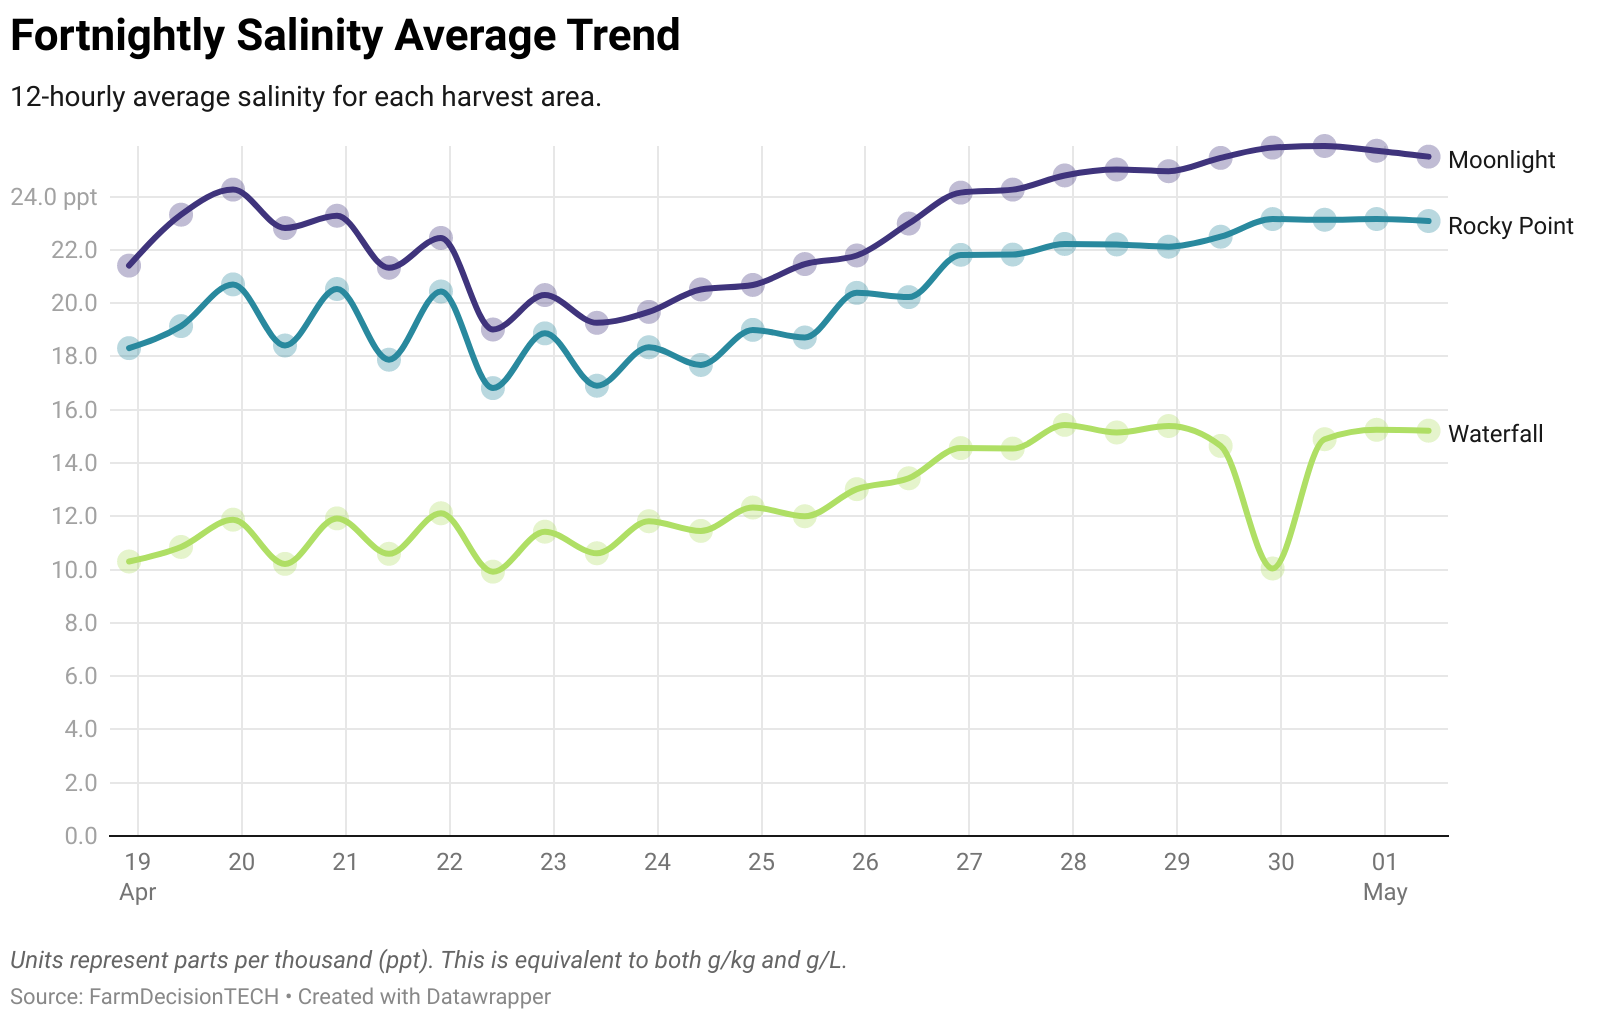 Fortnightly Salinity Average Trend
12-hourly average salinity for each harvest area.
24.0 ppt
22.0
20.0
18.0
16.0
14.0
12.0
10.0
8.0
6.0
4.0
2.0
0.0
Moonlight
Rocky Point
Waterfall
19 20 21 22 23 24 25 26 27 28 29 30 01
Apr May
Units represent parts per thousand (ppt). This is equivalent to both g/kg and g/L.
Source: FarmDecisionTECH • Created with Datawrapper